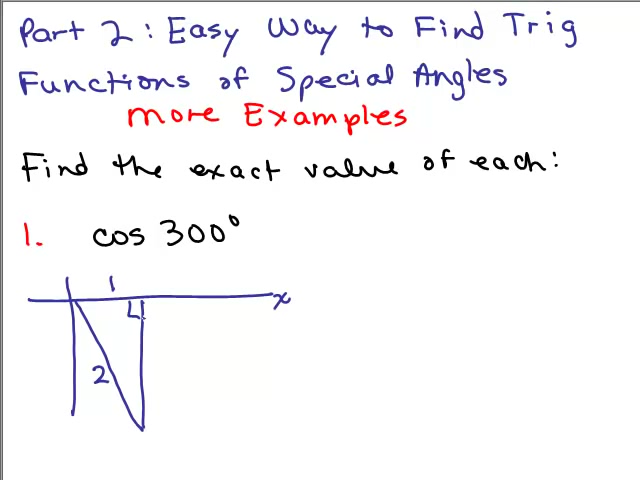 Part 2: Easy Way to Find Trig
Functions of Special Angles
more Examples
Find the exact value of each:
1. cos 300°
1
x
2